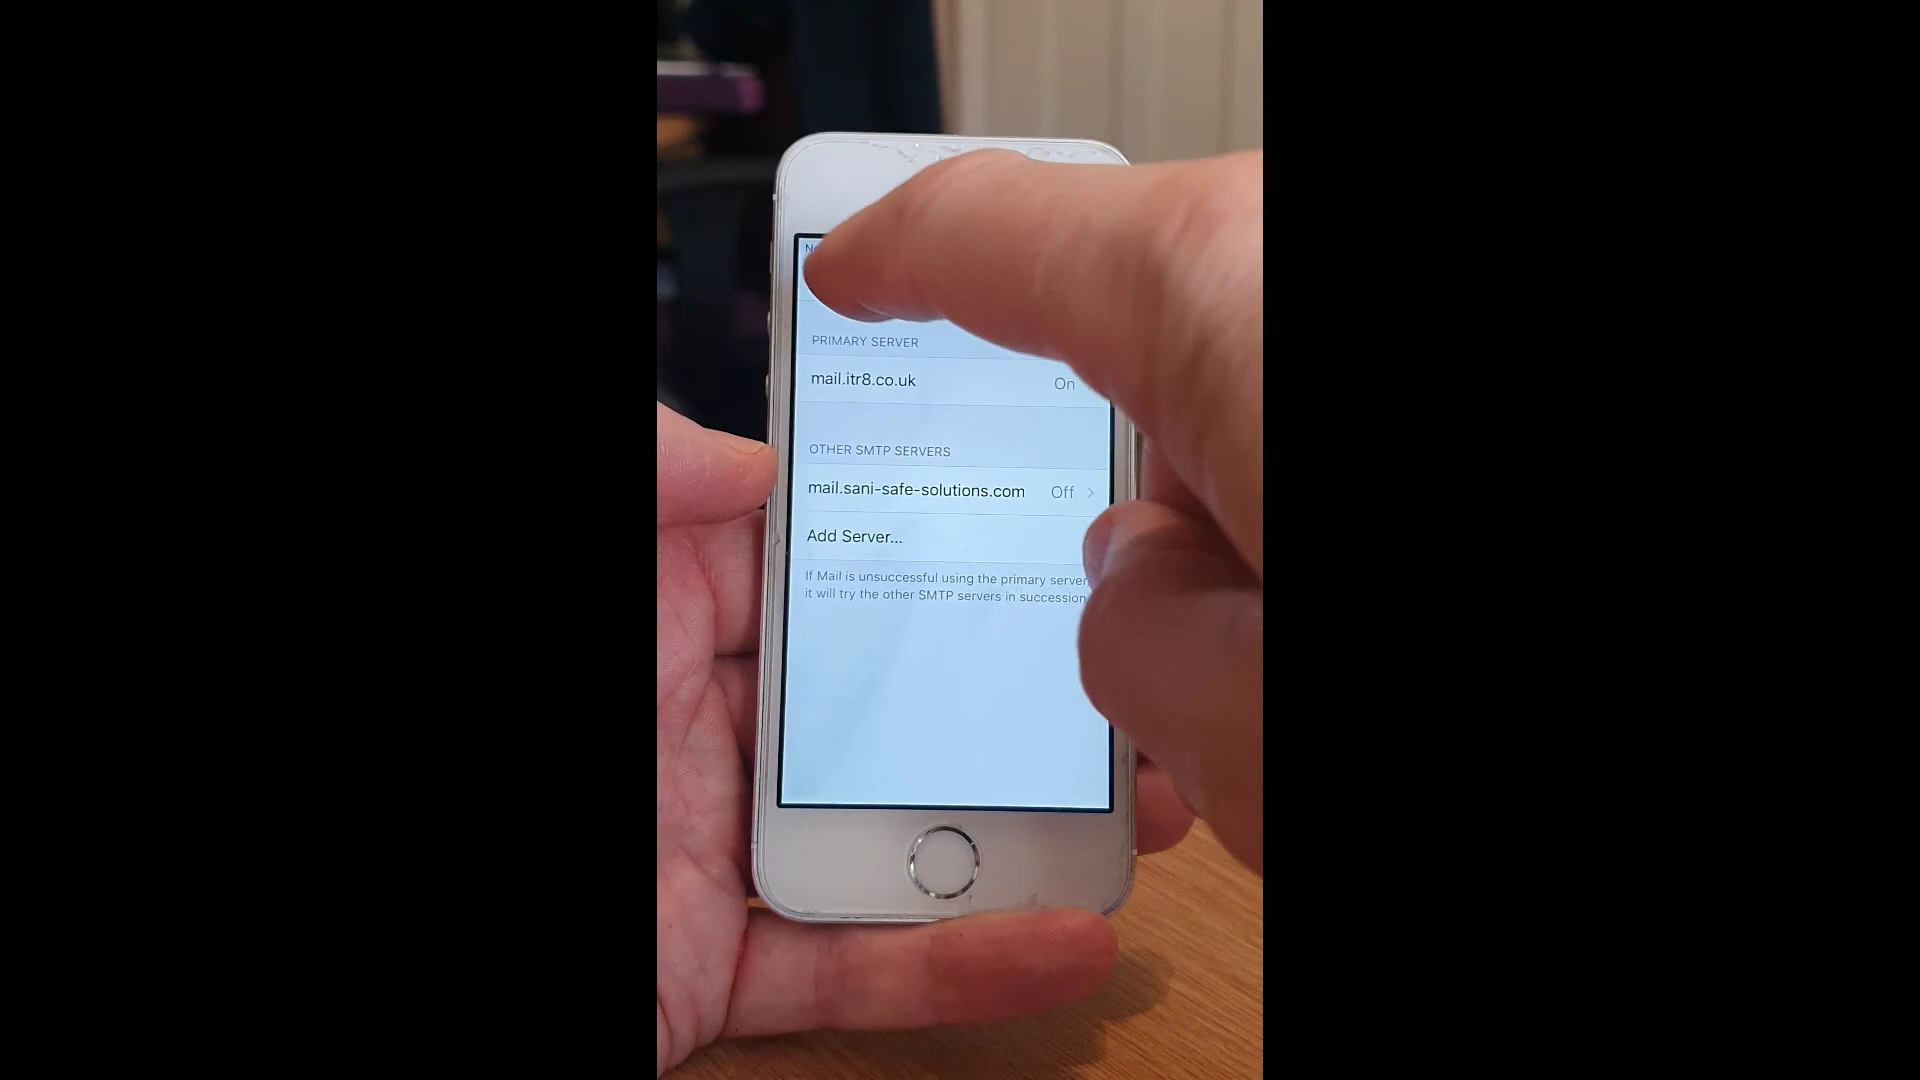 PRIMARY SERVER
mail.itr8.co.uk On
OTHER SMTP SERVERS
mail.sani-safe-solutions.com Off
Add Server...
If Mail is unsuccessful using the primary server,
it will try the other SMTP servers in succession